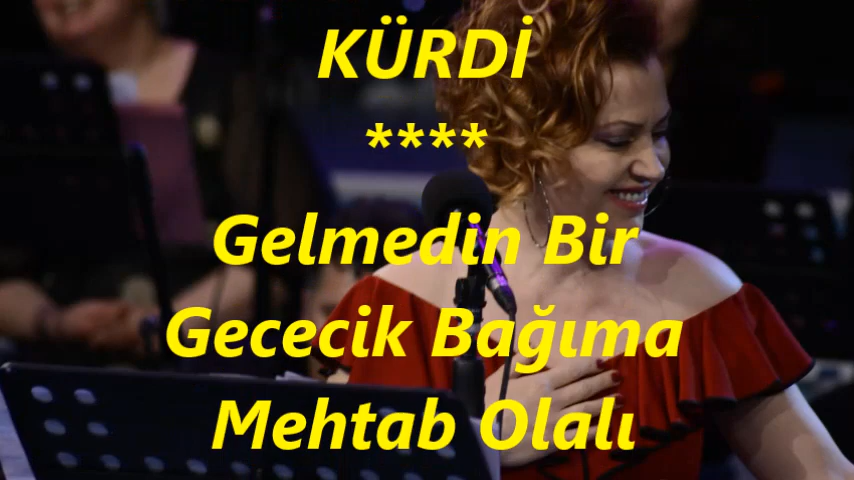 KÜRDİ
****
Gelmedin Bir
Gececik Bağıma
Mehtab Olalı